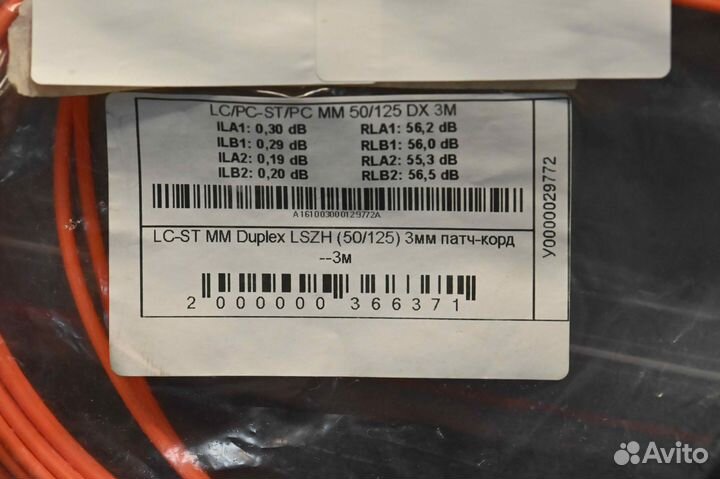 LC/PC-ST/PC MM 50/125 DX 3M
ILA1: 0,30 dB RLA1: 56,2 dB
ILB1: 0,29 dB RLB1: 56,0 dB
ILA2: 0,19 dB RLA2: 55,3 dB
ILB2: 0,20 dB RLB2: 56,5 dB
A161003000129772A
LC-ST MM Duplex LSZH (50/125) 3мм патч-корд
--3м
2 000000 366371
У0000029772
Avito